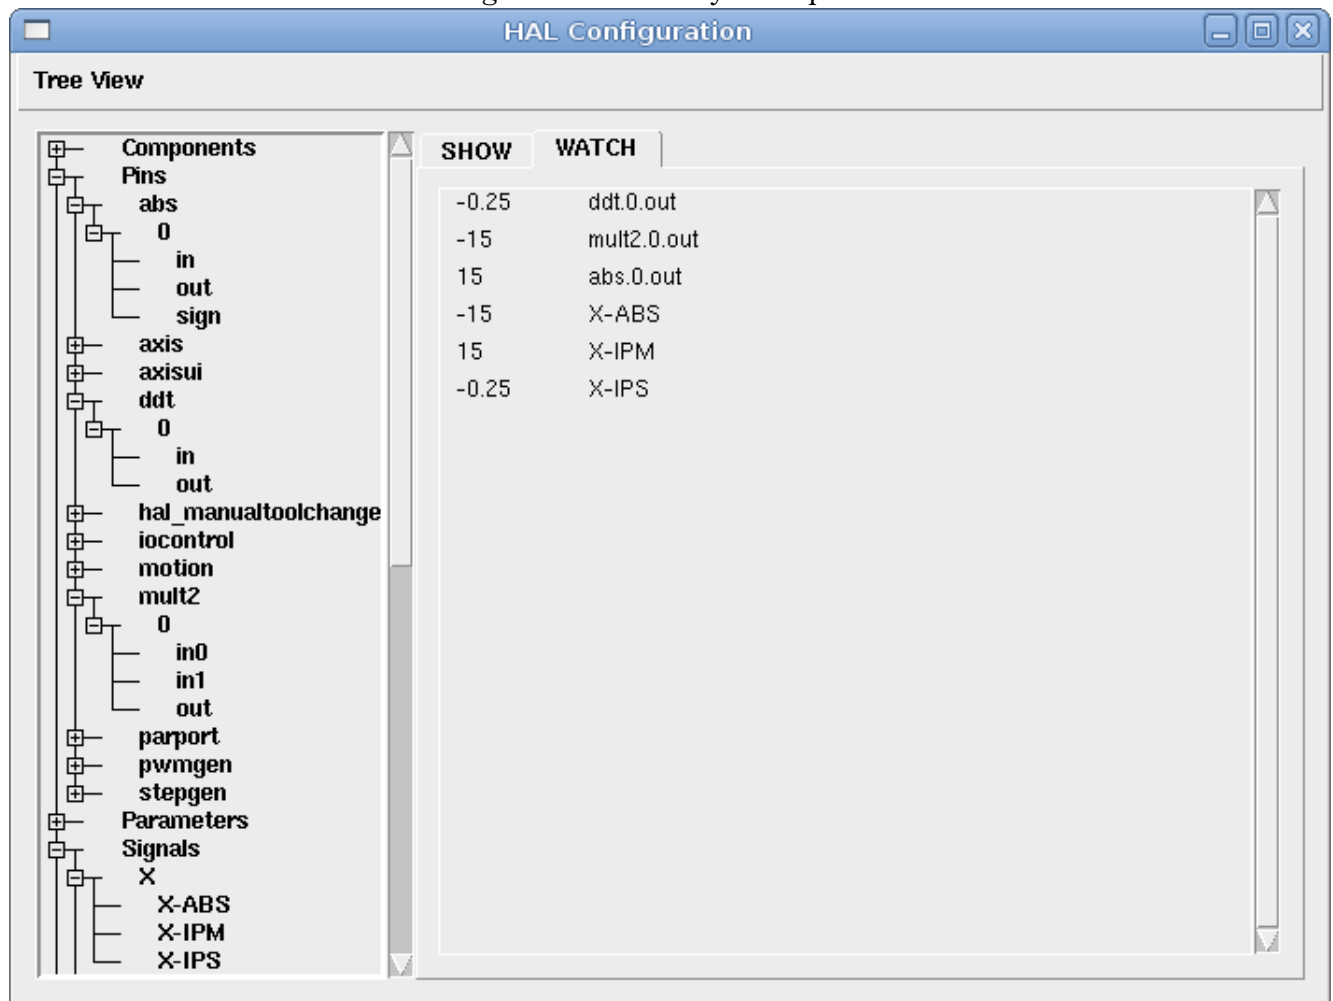 HAL Configuration
Tree View
Components
Pins
abs
0
in
out
sign
axis
axisui
ddt
0
in
out
hal_manualtoolchange
iocontrol
motion
mult2
0
in0
in1
out
parport
pwmgen
stepgen
Parameters
Signals
X
X-ABS
X-IPM
X-IPS
SHOW WATCH
-0.25 ddt.0.out
-15 mult2.0.out
15 abs.0.out
-15 X-ABS
15 X-IPM
-0.25 X-IPS